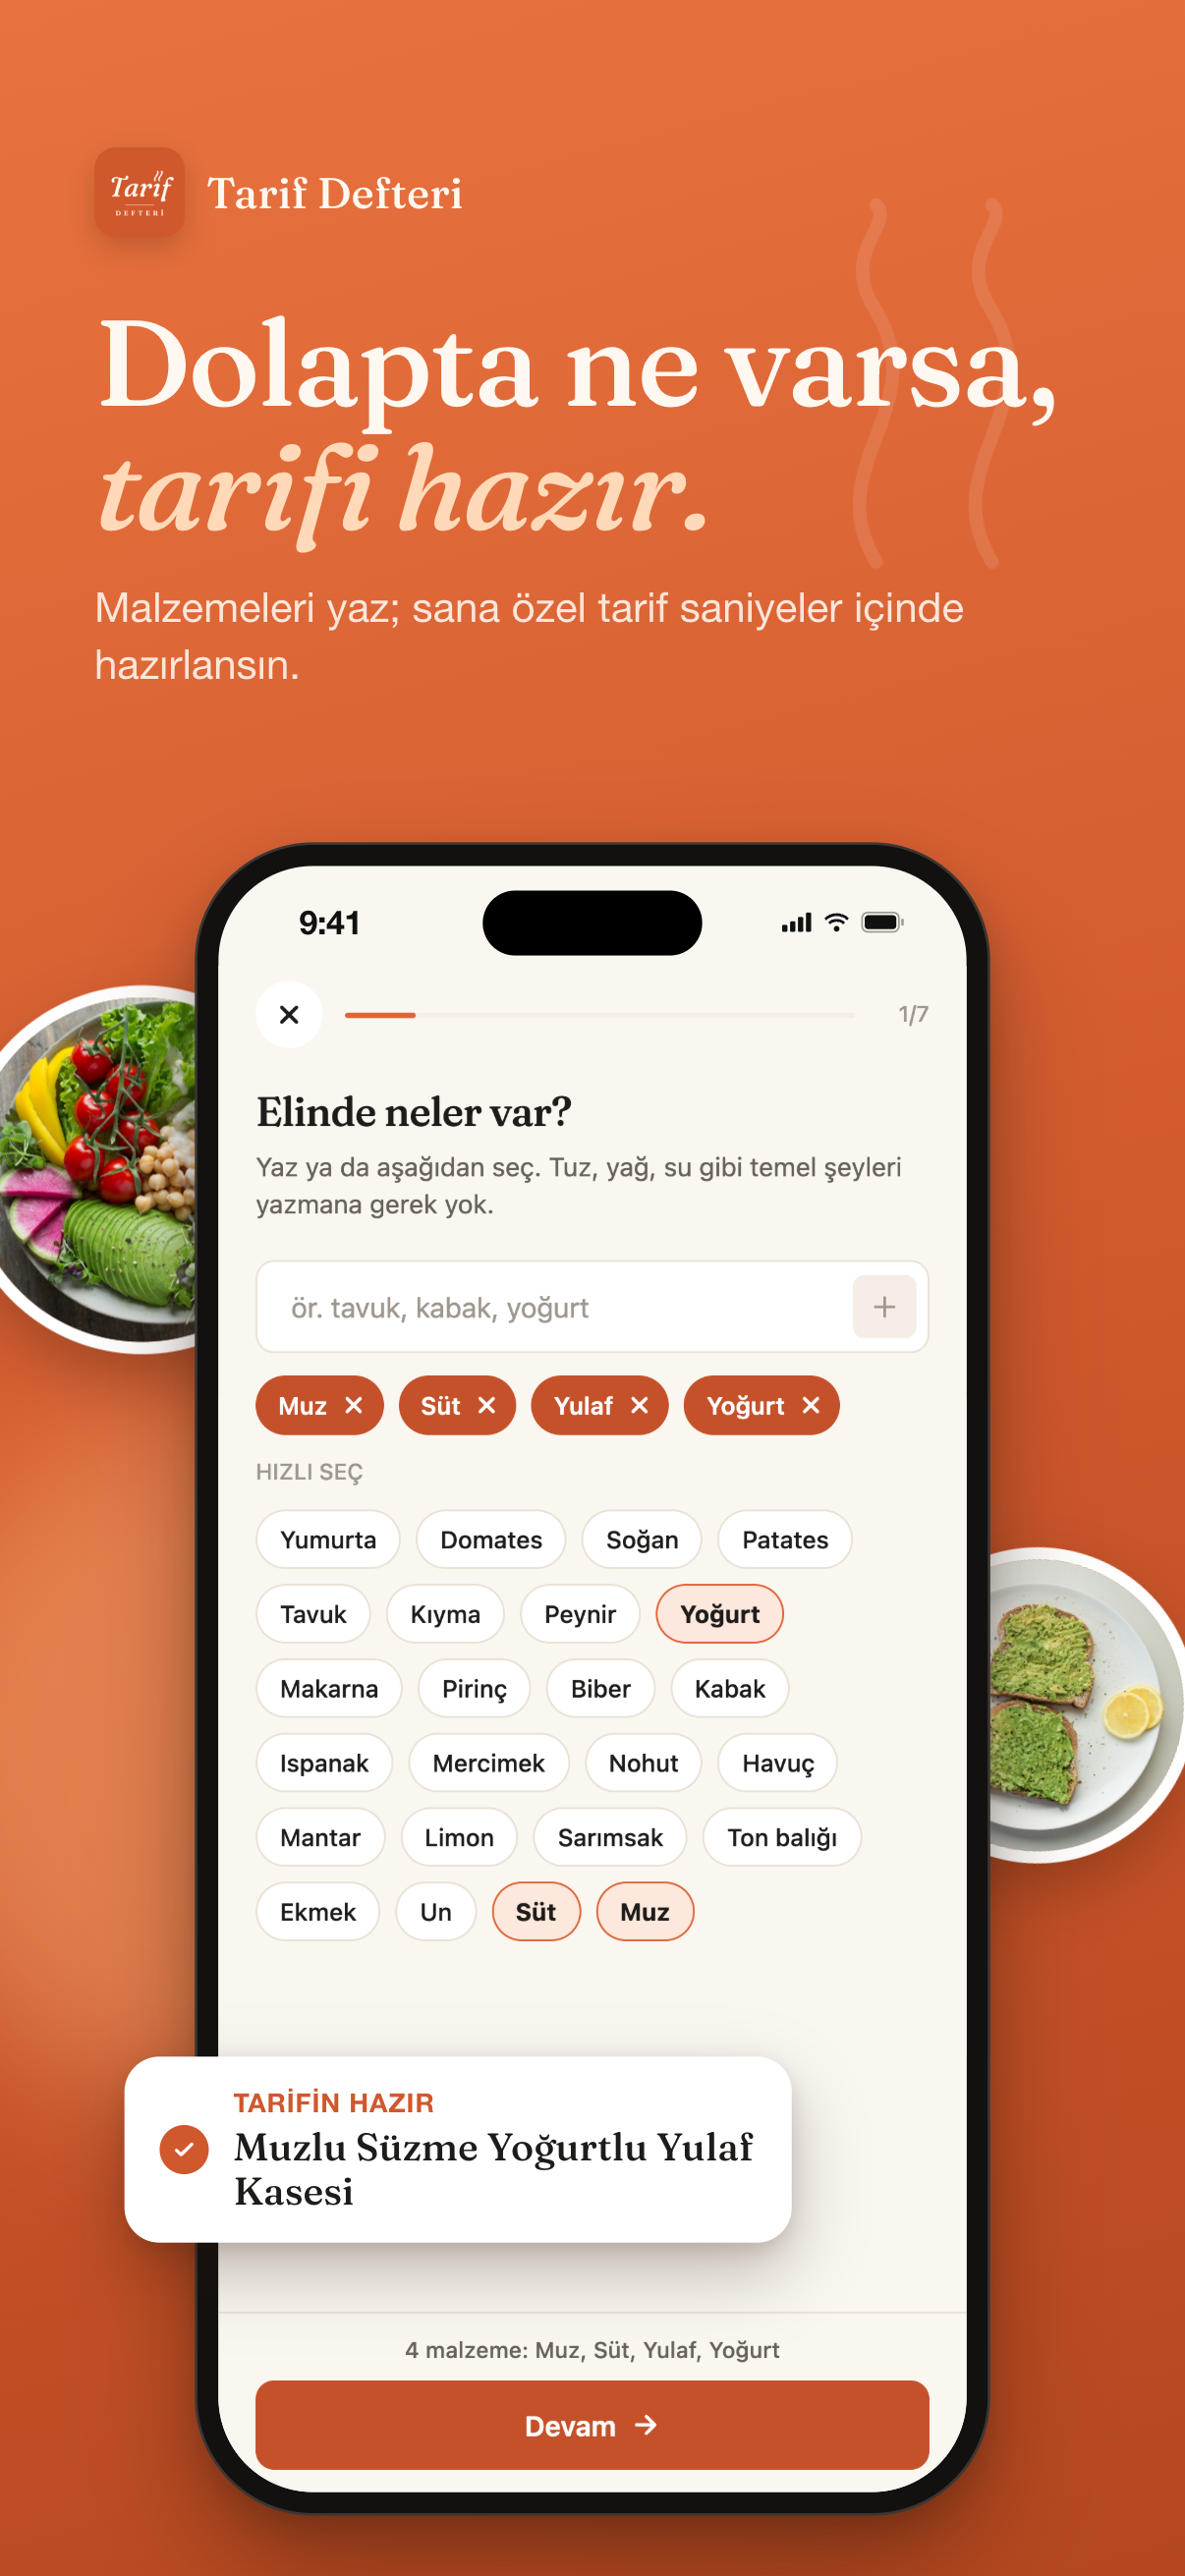 Tarif
DEFTERİ
Tarif Defteri
Dolapta ne varsa,
tarifi hazır.
Malzemeleri yaz; sana özel tarif saniyeler içinde
hazırlansın.
9:41
1/7
Elinde neler var?
Yaz ya da aşağıdan seç. Tuz, yağ, su gibi temel şeyleri
yazmana gerek yok.
ör. tavuk, kabak, yoğurt
Muz Süt Yulaf Yoğurt
HIZLI SEÇ
Yumurta Domates Soğan Patates
Tavuk Kıyma Peynir Yoğurt
Makarna Pirinç Biber Kabak
Ispanak Mercimek Nohut Havuç
Mantar Limon Sarımsak Ton balığı
Ekmek Un Süt Muz
TARİFİN HAZIR
Muzlu Süzme Yoğurtlu Yulaf
Kasesi
4 malzeme: Muz, Süt, Yulaf, Yoğurt
Devam →